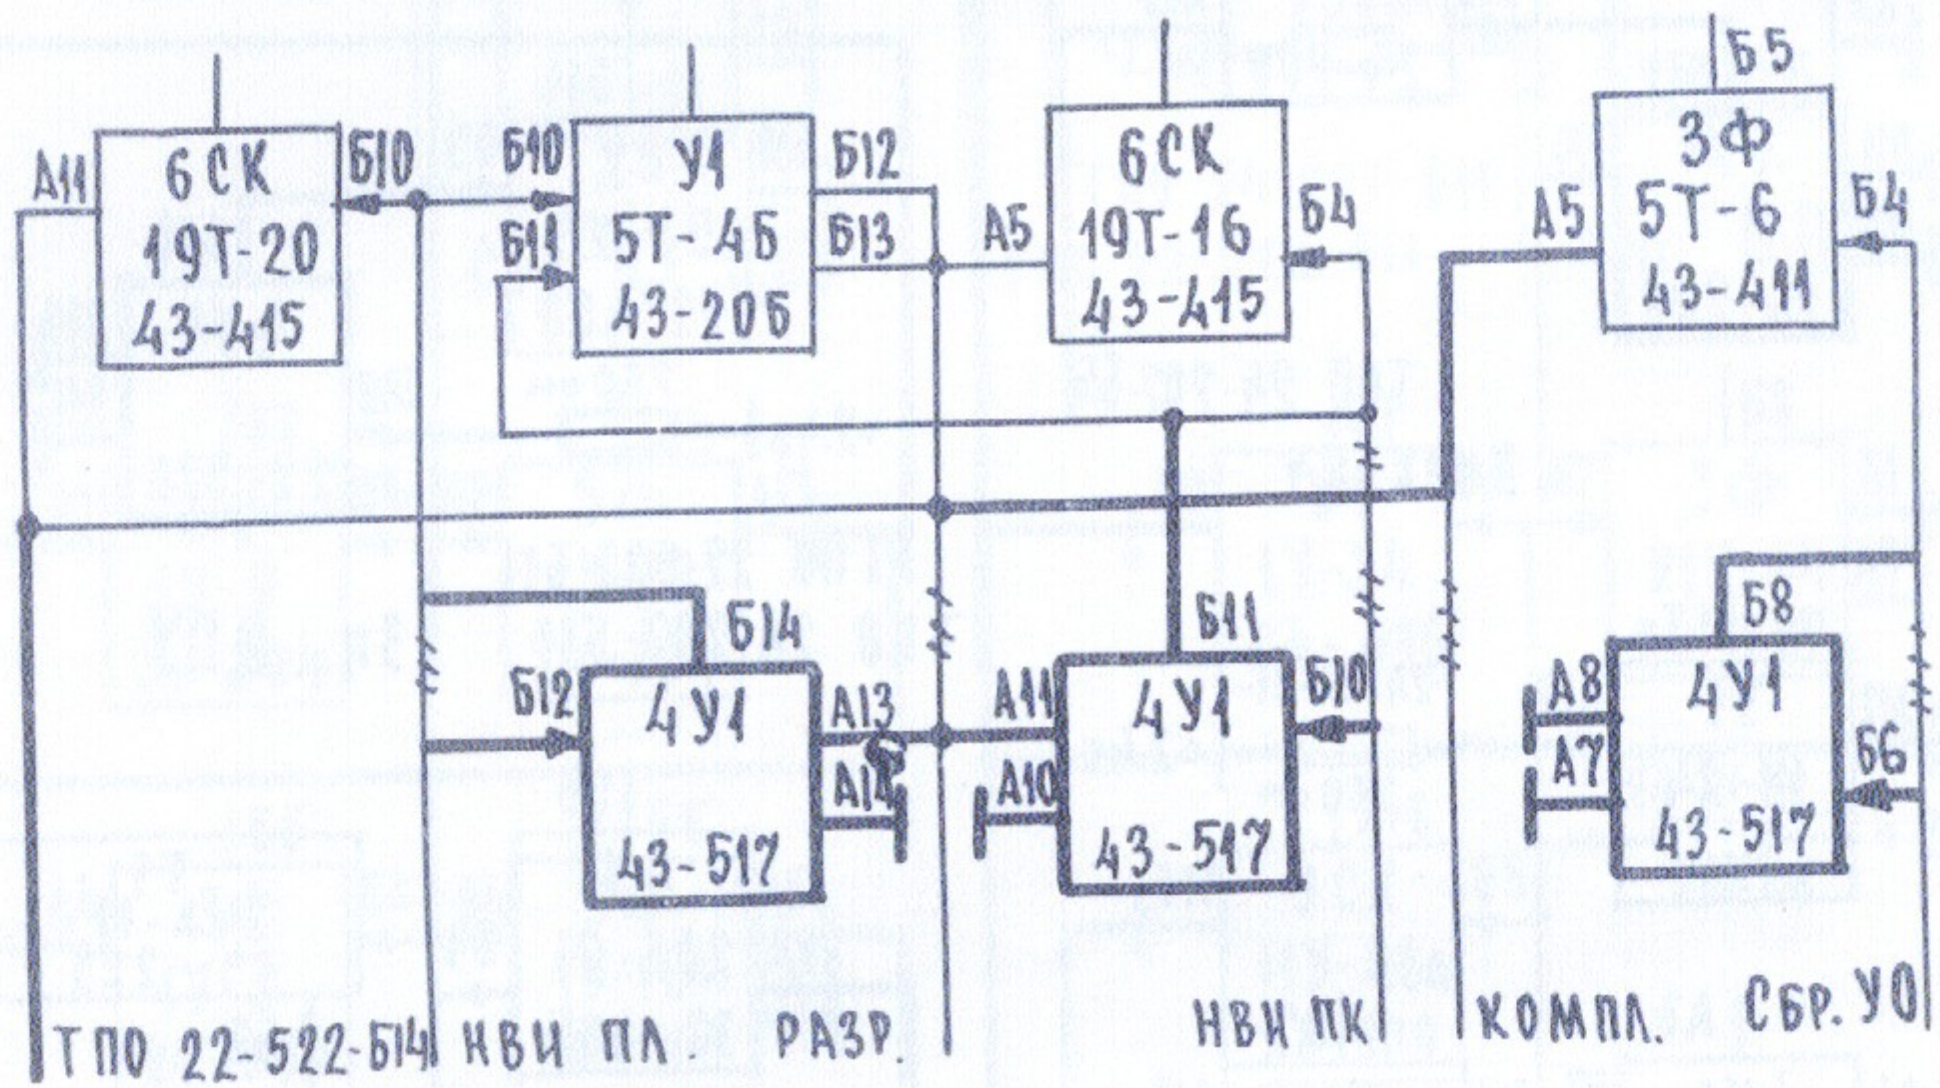 А11
6СК
19Т-20
43-415
Б10
Б10
Б11
У1
5Т-4Б
43-206
Б12
Б13
А5
6СК
19Т-16
43-415
Б4
Б5
А5
3Ф
5Т-6
43-411
Б4
Б14
Б12
4У1
43-517
А13
А14
А11
А10
Б11
4У1
43-517
Б10
Б8
А8
А7
4У1
43-517
Б6
ТПО 22-522-Б14
НВИ ПЛ.
РАЗР.
НВИ ПК
КОМПЛ.
СБР. УО